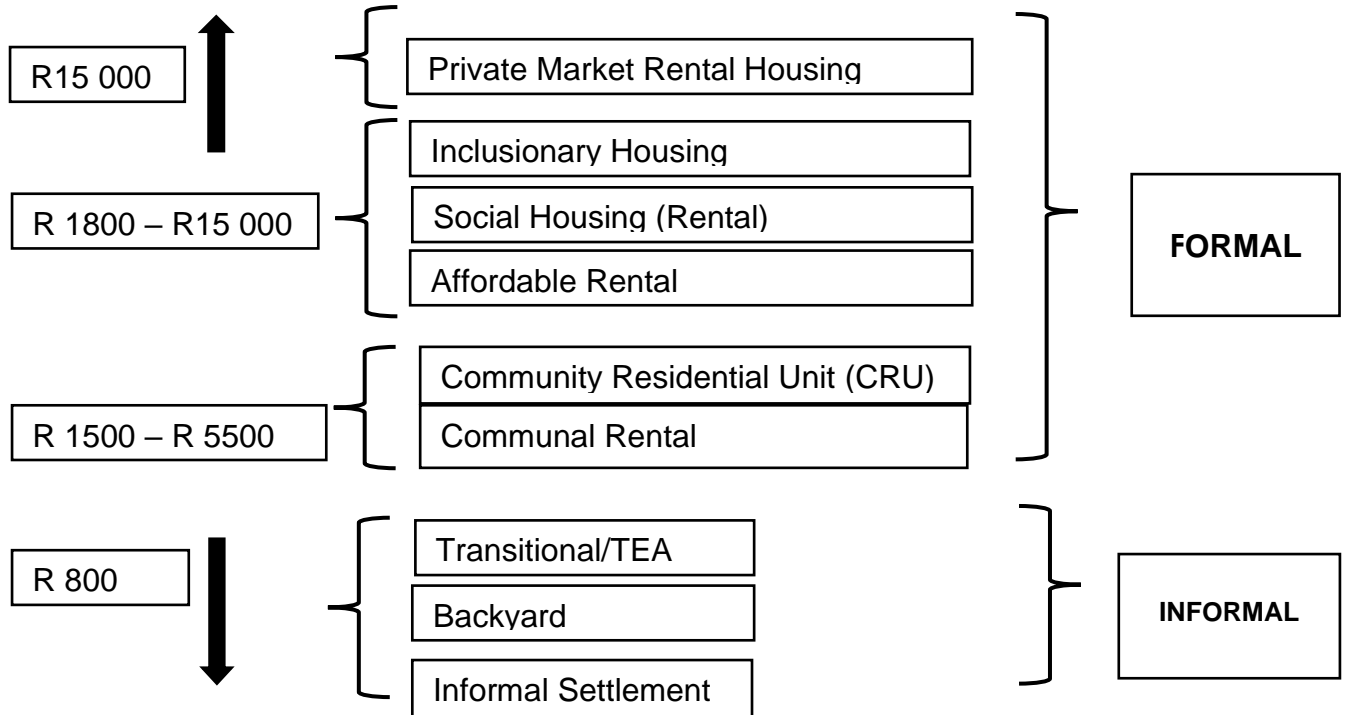 R15 000
Private Market Rental Housing
Inclusionary Housing
R 1800 – R15 000
Social Housing (Rental)
Affordable Rental
FORMAL
Community Residential Unit (CRU)
R 1500 – R 5500
Communal Rental
R 800
Transitional/TEA
Backyard
Informal Settlement
INFORMAL